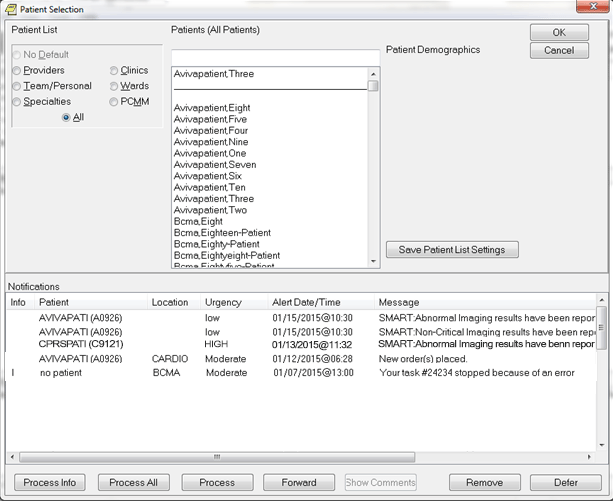 Patient Selection
Patient List
Patients (All Patients)
OK
Cancel
Patient Demographics
No Default
Providers
Clinics
Team/Personal
Wards
Specialties
PCMM
All
Avivapatient,Three
Avivapatient,Eight
Avivapatient,Five
Avivapatient,Four
Avivapatient,Nine
Avivapatient,One
Avivapatient,Seven
Avivapatient,Six
Avivapatient,Ten
Avivapatient,Three
Avivapatient,Two
Bcma,Eight
Bcma,Eighteen-Patient
Bcma,Eighty-Patient
Bcma,Eightyeight-Patient
Bcma,Eightyfive-Patient
Save Patient List Settings
Notifications
Info Patient Location Urgency Alert Date/Time Message
AVIVAPATI (A0926) low 01/15/2015@10:30 SMART:Abnormal Imaging results have been repor
AVIVAPATI (A0926) low 01/15/2015@10:30 SMART:Non-Critical Imaging results have been repo
CPRSPATI (C9121) HIGH 01/13/2015@11:32 SMART:Abnormal Imaging results have benn repor
AVIVAPATI (A0926) CARDIO Moderate 01/12/2015@06:28 New order(s) placed.
I no patient BCMA Moderate 01/07/2015@13:00 Your task #24234 stopped because of an error
Process Info
Process All
Process
Forward
Show Comments
Remove
Defer